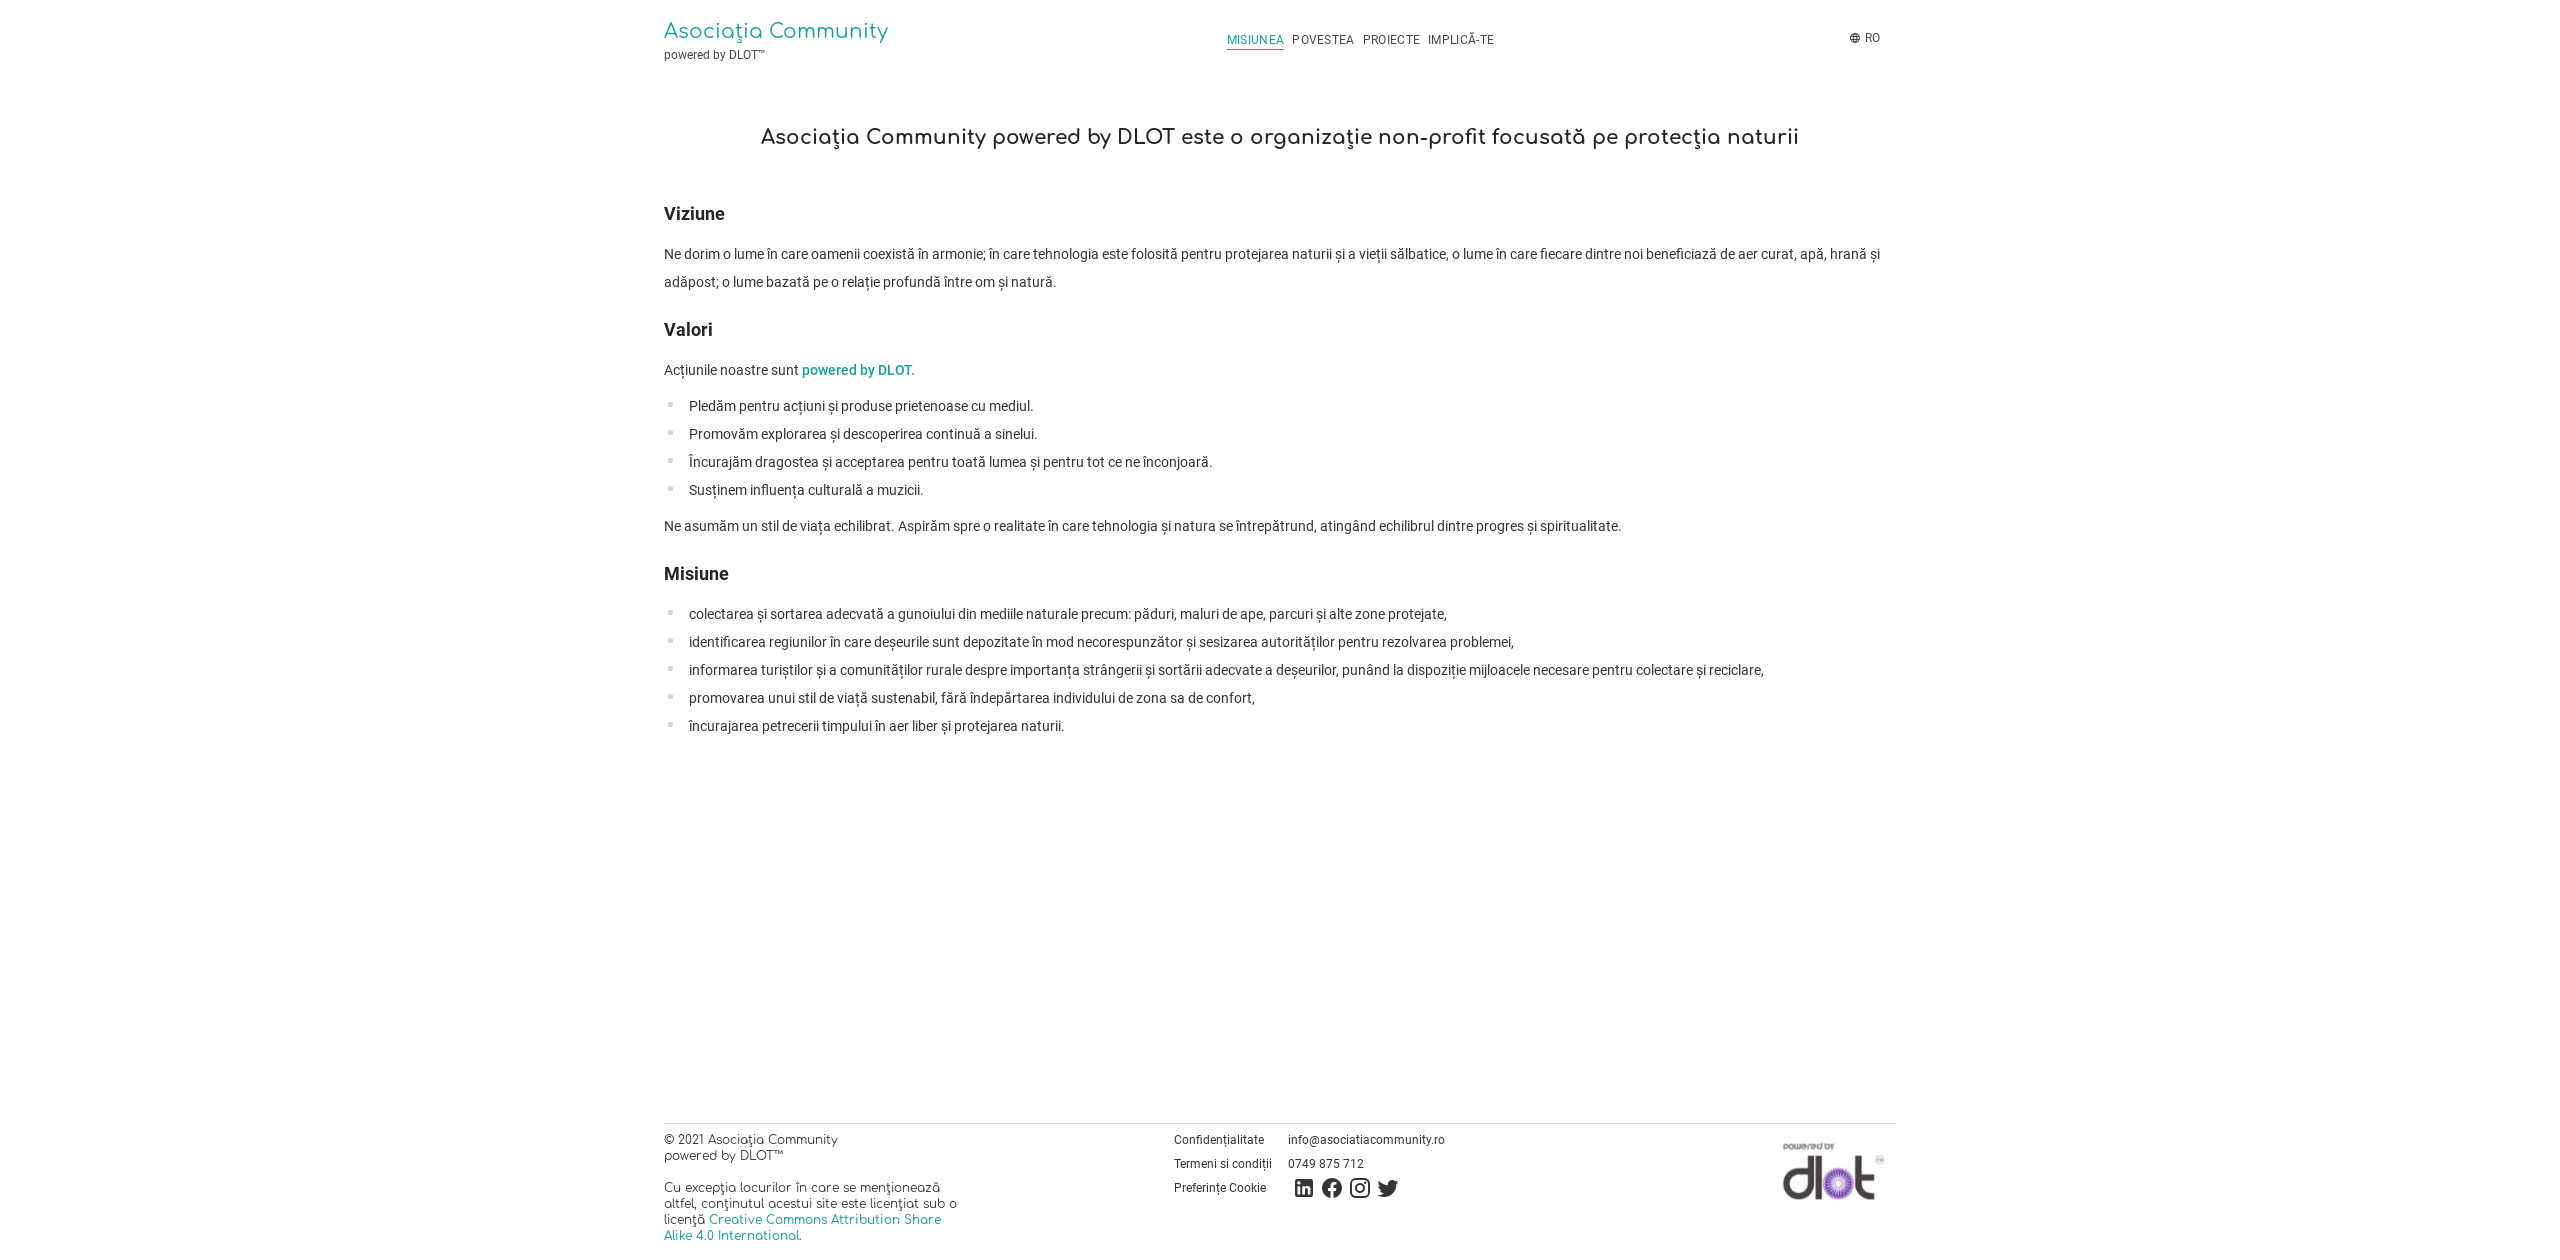 Asociația Community
powered by DLOT™
MISIUNEA POVESTEA PROIECTE IMPLICĂ-TE
RO
Asociația Community powered by DLOT este o organizație non-profit focusată pe protecția naturii
Viziune
Ne dorim o lume în care oamenii coexistă în armonie; în care tehnologia este folosită pentru protejarea naturii și a vieții sălbatice, o lume în care fiecare dintre noi beneficiază de aer curat, apă, hrană și
adăpost; o lume bazată pe o relație profundă între om și natură.
Valori
Acțiunile noastre sunt powered by DLOT.
Pledăm pentru acțiuni și produse prietenoase cu mediul.
Promovăm explorarea și descoperirea continuă a sinelui.
Încurajăm dragostea și acceptarea pentru toată lumea și pentru tot ce ne înconjoară.
Susținem influența culturală a muzicii.
Ne asumăm un stil de viața echilibrat. Aspirăm spre o realitate în care tehnologia și natura se întrepătrund, atingând echilibrul dintre progres și spiritualitate.
Misiune
colectarea și sortarea adecvată a gunoiului din mediile naturale precum: păduri, maluri de ape, parcuri și alte zone protejate,
identificarea regiunilor în care deșeurile sunt depozitate în mod necorespunzător și sesizarea autorităților pentru rezolvarea problemei,
informarea turiștilor și a comunităților rurale despre importanța strângerii și sortării adecvate a deșeurilor, punând la dispoziție mijloacele necesare pentru colectare și reciclare,
promovarea unui stil de viață sustenabil, fără îndepărtarea individului de zona sa de confort,
încurajarea petrecerii timpului în aer liber și protejarea naturii.
© 2021 Asociația Community
powered by DLOT™
Cu excepția locurilor în care se menționează
altfel, conținutul acestui site este licențiat sub o
licență Creative Commons Attribution Share
Alike 4.0 International.
Confidențialitate
Termeni si condiții
Preferințe Cookie
info@asociatiacommunity.ro
0749 875 712
powered by
dlot